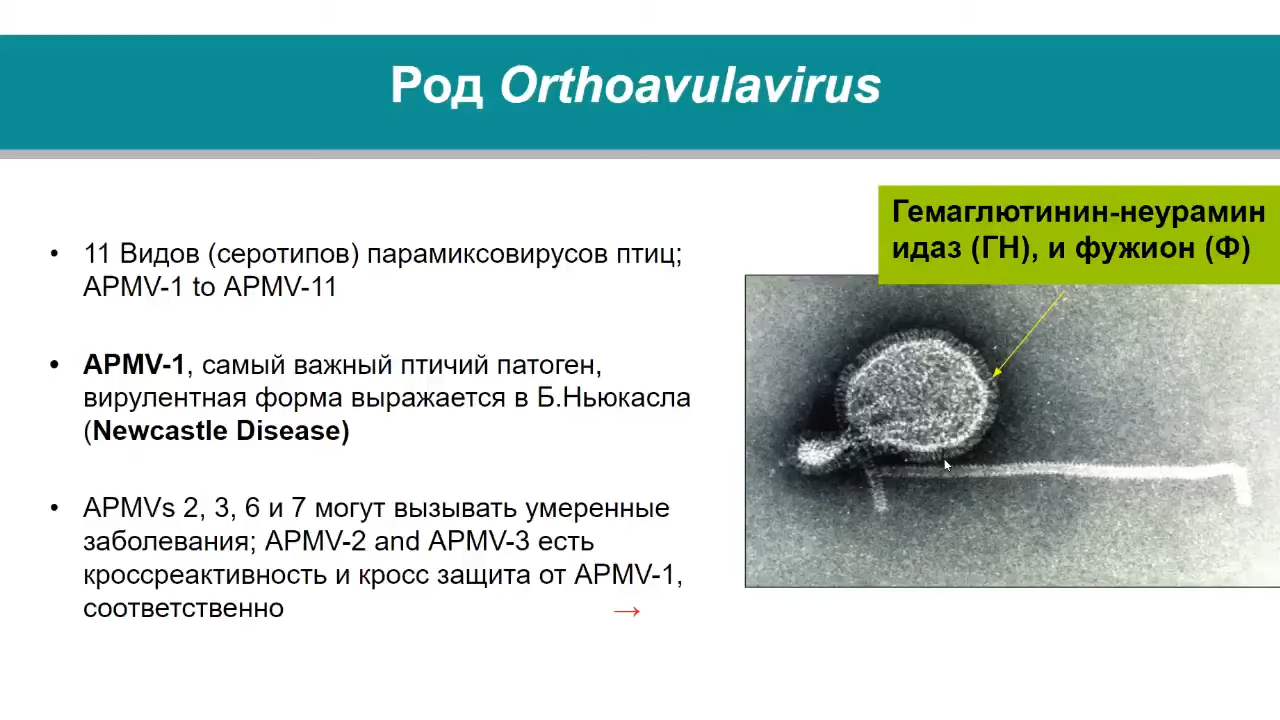 Род Orthoavulavirus
Гемаглютинин-неурамин
идаз (ГН), и фужион (Ф)
• 11 Видов (серотипов) парамиксовирусов птиц;
APMV-1 to APMV-11
• APMV-1, самый важный птичий патоген,
вирулентная форма выражается в Б.Ньюкасла
(Newcastle Disease)
• APMVs 2, 3, 6 и 7 могут вызывать умеренные
заболевания; APMV-2 and APMV-3 есть
кроссреактивность и кросс защита от APMV-1,
соответственно →